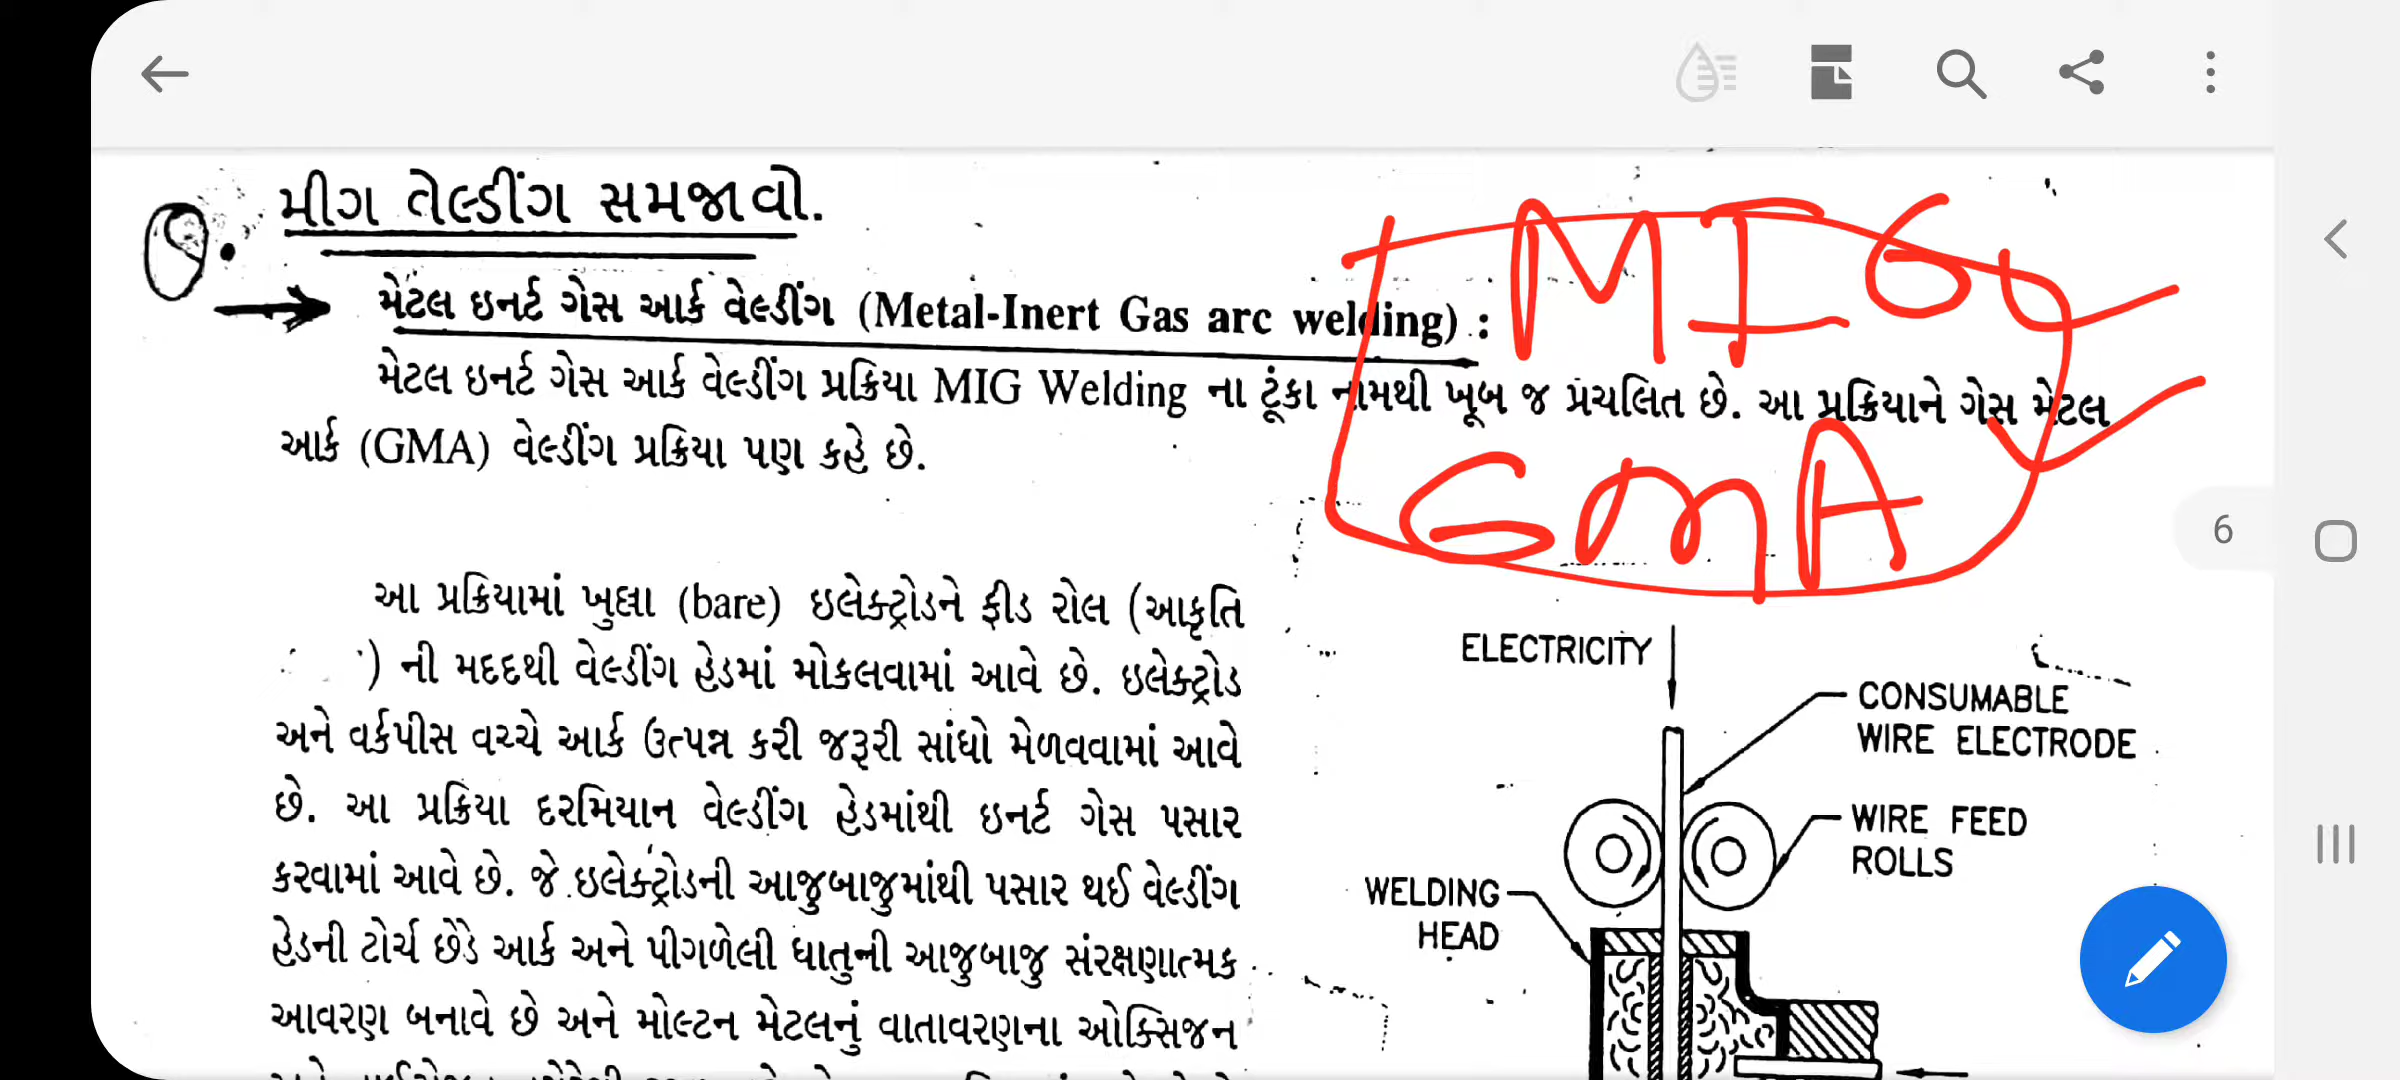 મીગ વેલ્ડીંગ સમજાવો.
મેટલ ઇનર્ટ ગેસ આર્ક વેલ્ડીંગ (Metal-Inert Gas arc welding) :
મેટલ ઇનર્ટ ગેસ આર્ક વેલ્ડીંગ પ્રક્રિયા MIG Welding ના ટૂંકા નામથી ખૂબ જ પ્રચલિત છે. આ પ્રક્રિયાને ગેસ મેટલ
આર્ક (GMA) વેલ્ડીંગ પ્રક્રિયા પણ કહે છે.
MIG
GMA
આ પ્રક્રિયામાં ખુલ્લા (bare) ઇલેક્ટ્રોડને ફીડ રોલ (આકૃતિ
) ની મદદથી વેલ્ડીંગ હેડમાં મોકલવામાં આવે છે. ઇલેક્ટ્રોડ
અને વર્કપીસ વચ્ચે આર્ક ઉત્પન્ન કરી જરૂરી સાંધો મેળવવામાં આવે
છે. આ પ્રક્રિયા દરમિયાન વેલ્ડીંગ હેડમાંથી ઇનર્ટ ગેસ પસાર
કરવામાં આવે છે. જે ઇલેક્ટ્રોડની આજુબાજુમાંથી પસાર થઈ વેલ્ડીંગ
હેડની ટોર્ચ છેડે આર્ક અને પીગળેલી ધાતુની આજુબાજુ સંરક્ષણાત્મક
આવરણ બનાવે છે અને મોલ્ટન મેટલનું વાતાવરણના ઓક્સિજન
ELECTRICITY
CONSUMABLE
WIRE ELECTRODE
WIRE FEED
ROLLS
WELDING
HEAD
6